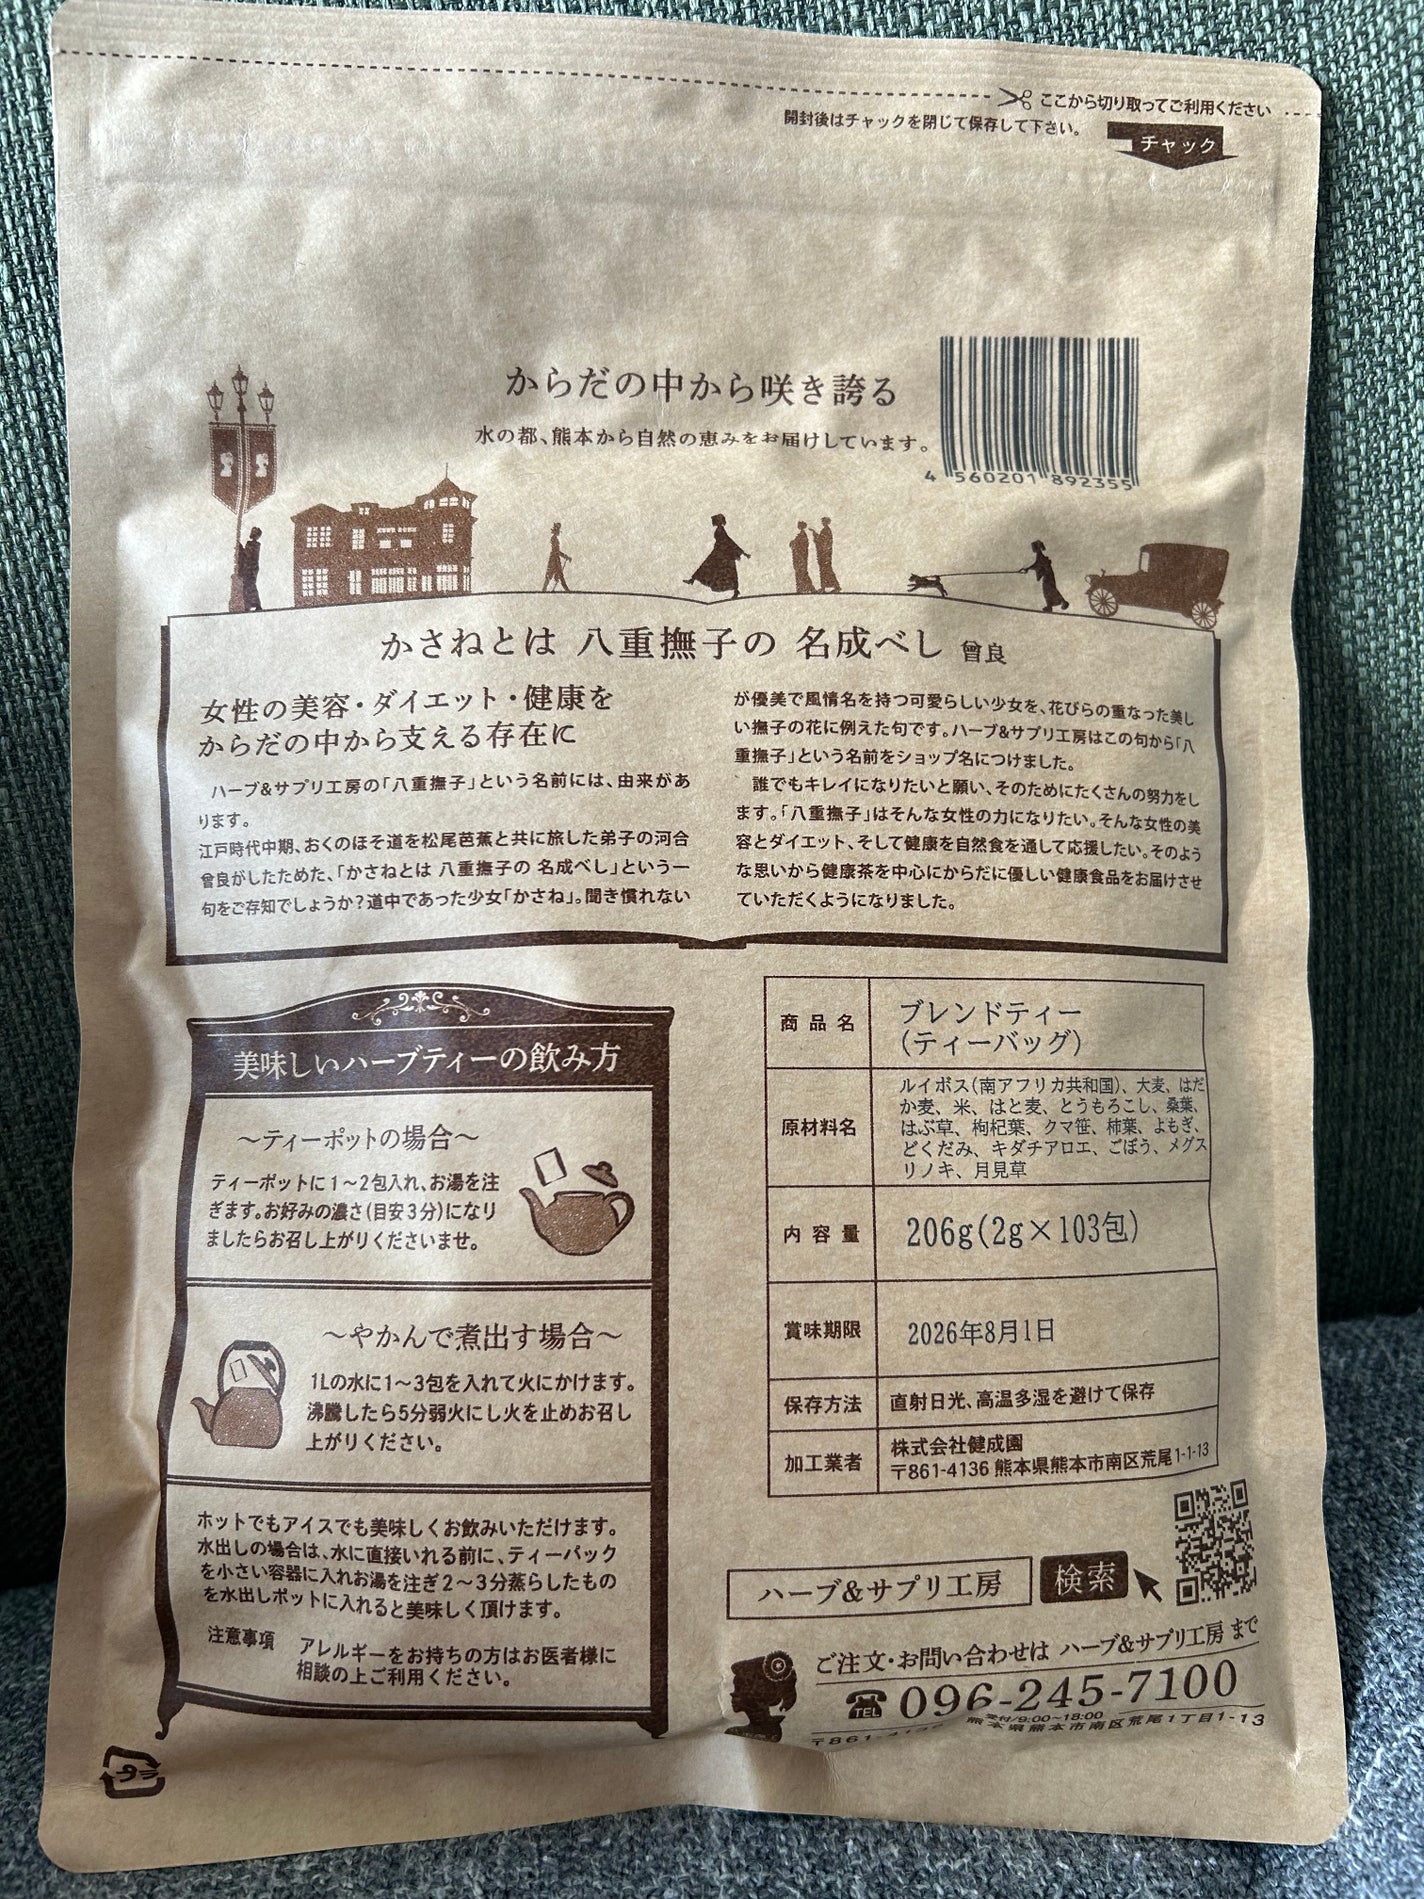 ここから切り取ってご利用ください
開封後はチャックを閉じて保存して下さい。
チャック
からだの中から咲き誇る
水の都、熊本から自然の恵みをお届けしています。
4 560201 892355
かさねとは 八重撫子の 名成べし 曾良
女性の美容・ダイエット・健康を
からだの中から支える存在に
ハーブ&サプリ工房の「八重撫子」という名前には、由来があ
ります。
江戸時代中期、おくのほそ道を松尾芭蕉と共に旅した弟子の河合
曾良がしたためた、「かさねとは 八重撫子の 名成べし」という一
句をご存知でしょうか?道中であった少女「かさね」。聞き慣れない
が優美で風情名を持つ可愛らしい少女を、花びらの重なった美し
い撫子の花に例えた句です。ハーブ&サプリ工房はこの句から「八
重撫子」という名前をショップ名につけました。
誰でもキレイになりたいと願い、そのためにたくさんの努力をし
ます。「八重撫子」はそんな女性の力になりたい。そんな女性の美
容とダイエット、そして健康を自然食を通して応援したい。そのよう
な思いから健康茶を中心にからだに優しい健康食品をお届けさせ
ていただくようになりました。
美味しいハーブティーの飲み方
〜ティーポットの場合〜
ティーポットに1〜2包入れ、お湯を注
ぎます。お好みの濃さ(目安3分)になり
ましたらお召し上がりくださいませ。
〜やかんで煮出す場合〜
1Lの水に1〜3包を入れて火にかけます。
沸騰したら5分弱火にし火を止めお召し
上がりください。
ホットでもアイスでも美味しくお飲みいただけます。
水出しの場合は、水に直接いれる前に、ティーパック
を小さい容器に入れお湯を注ぎ2〜3分蒸らしたもの
を水出しポットに入れると美味しく頂けます。
注意事項 アレルギーをお持ちの方はお医者様に
相談の上ご利用ください。
商品名 ブレンドティー
(ティーバッグ)
原材料名 ルイボス(南アフリカ共和国)、大麦、はだ
か麦、米、はと麦、とうもろこし、桑葉、
はぶ草、枸杞葉、クマ笹、柿葉、よもぎ、
どくだみ、キダチアロエ、ごぼう、メグス
リノキ、月見草
内容量 206g(2g×103包)
賞味期限 2026年8月1日
保存方法 直射日光、高温多湿を避けて保存
加工業者 株式会社健成園
〒861-4136 熊本県熊本市南区荒尾1-1-13
ハーブ&サプリ工房 検索
ご注文・お問い合わせは ハーブ&サプリ工房 まで
TEL 096-245-7100
受付/9:00~18:00
〒861-4136 熊本県熊本市南区荒尾1丁目1-13
プラ